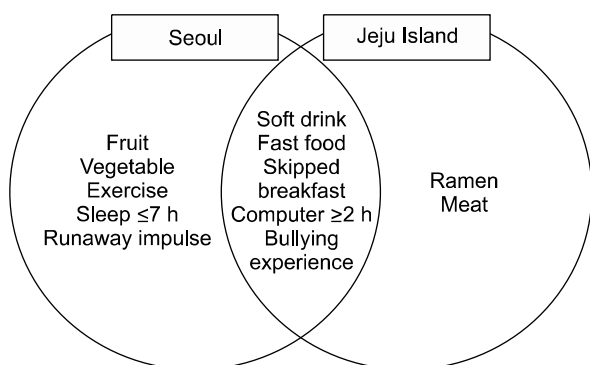 Seoul
Jeju Island
Fruit
Vegetable
Exercise
Sleep ≤7 h
Runaway impulse
Soft drink
Fast food
Skipped
breakfast
Computer ≥2 h
Bullying
experience
Ramen
Meat